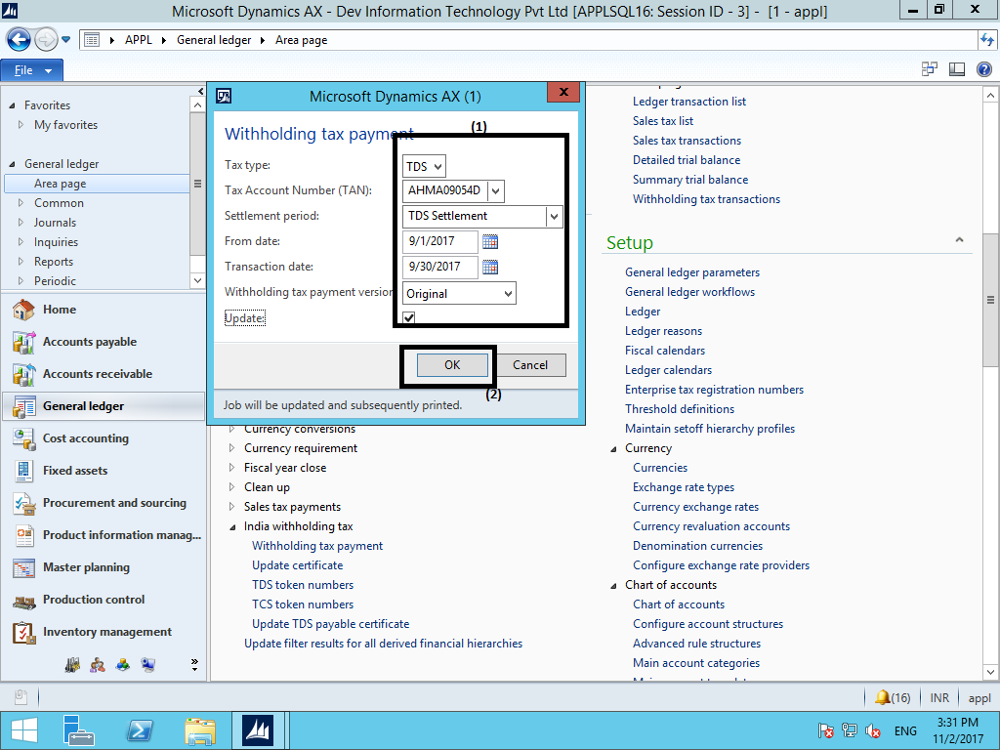 Microsoft Dynamics AX - Dev Information Technology Pvt Ltd [APPLSQL16: Session ID - 3] - [1 - appl]
APPL General ledger Area page
File
Favorites
My favorites
General ledger
Area page
Common
Journals
Inquiries
Reports
Periodic
Home
Accounts payable
Accounts receivable
General ledger
Cost accounting
Fixed assets
Procurement and sourcing
Product information manag...
Master planning
Production control
Inventory management
Microsoft Dynamics AX (1)
Withholding tax payment
(1)
Tax type: TDS
Tax Account Number (TAN): AHMA09054D
Settlement period: TDS Settlement
From date: 9/1/2017
Transaction date: 9/30/2017
Withholding tax payment version Original
Update:
OK Cancel
(2)
Job will be updated and subsequently printed.
Currency conversions
Currency requirement
Fiscal year close
Clean up
Sales tax payments
India withholding tax
Withholding tax payment
Update certificate
TDS token numbers
TCS token numbers
Update TDS payable certificate
Update filter results for all derived financial hierarchies
Ledger transaction list
Sales tax list
Sales tax transactions
Detailed trial balance
Summary trial balance
Withholding tax transactions
Setup
General ledger parameters
General ledger workflows
Ledger
Ledger reasons
Fiscal calendars
Ledger calendars
Enterprise tax registration numbers
Threshold definitions
Maintain setoff hierarchy profiles
Currency
Currencies
Exchange rate types
Currency exchange rates
Currency revaluation accounts
Denomination currencies
Configure exchange rate providers
Chart of accounts
Chart of accounts
Configure account structures
Advanced rule structures
Main account categories
(16) INR appl
ENG
3:31 PM
11/2/2017